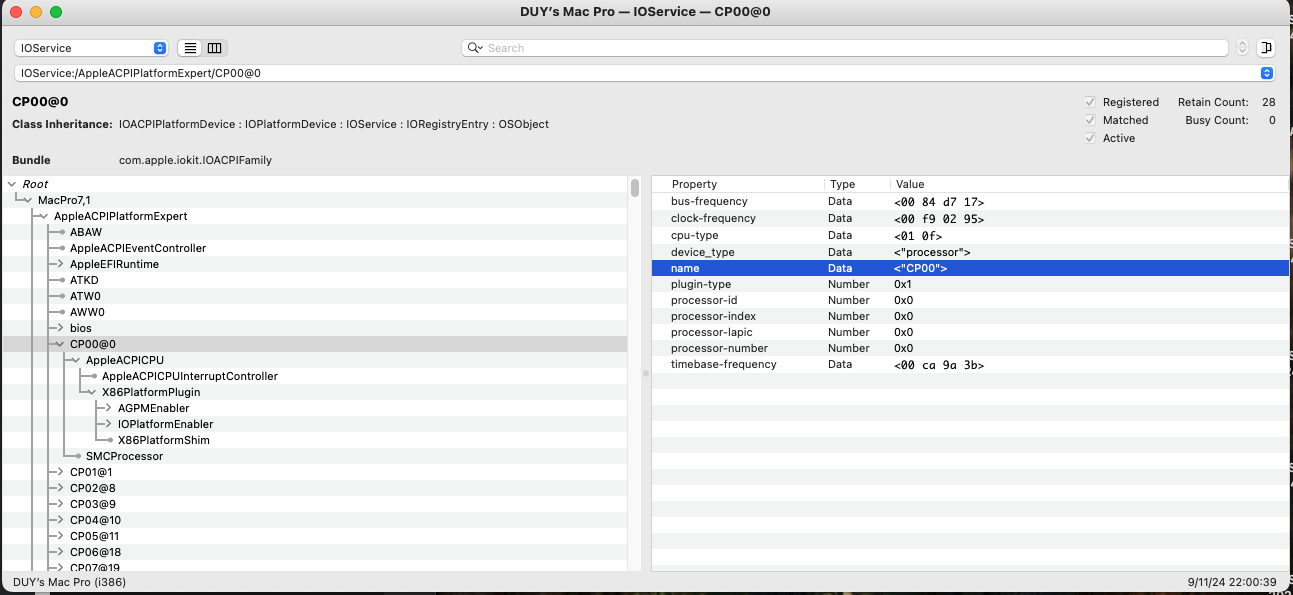 DUY’s Mac Pro — IOService — CP00@0
IOService
Search
IOService:/AppleACPIPlatformExpert/CP00@0
CP00@0
Class Inheritance: IOACPIPlatformDevice : IOPlatformDevice : IOService : IORegistryEntry : OSObject
Bundle com.apple.iokit.IOACPIFamily
Registered Retain Count: 28
Matched Busy Count: 0
Active
Root
MacPro7,1
AppleACPIPlatformExpert
ABAW
AppleACPIEventController
AppleEFIRuntime
ATKD
ATW0
AWW0
bios
CP00@0
AppleACPICPU
AppleACPICPUInterruptController
X86PlatformPlugin
AGPMEnabler
IOPlatformEnabler
X86PlatformShim
SMCProcessor
CP01@1
CP02@8
CP03@9
CP04@10
CP05@11
CP06@18
CP07@19
Property Type Value
bus-frequency Data <00 84 d7 17>
clock-frequency Data <00 f9 02 95>
cpu-type Data <01 0f>
device_type Data <"processor">
name Data <"CP00">
plugin-type Number 0x1
processor-id Number 0x0
processor-index Number 0x0
processor-lapic Number 0x0
processor-number Number 0x0
timebase-frequency Data <00 ca 9a 3b>
DUY’s Mac Pro (i386)
9/11/24 22:00:39